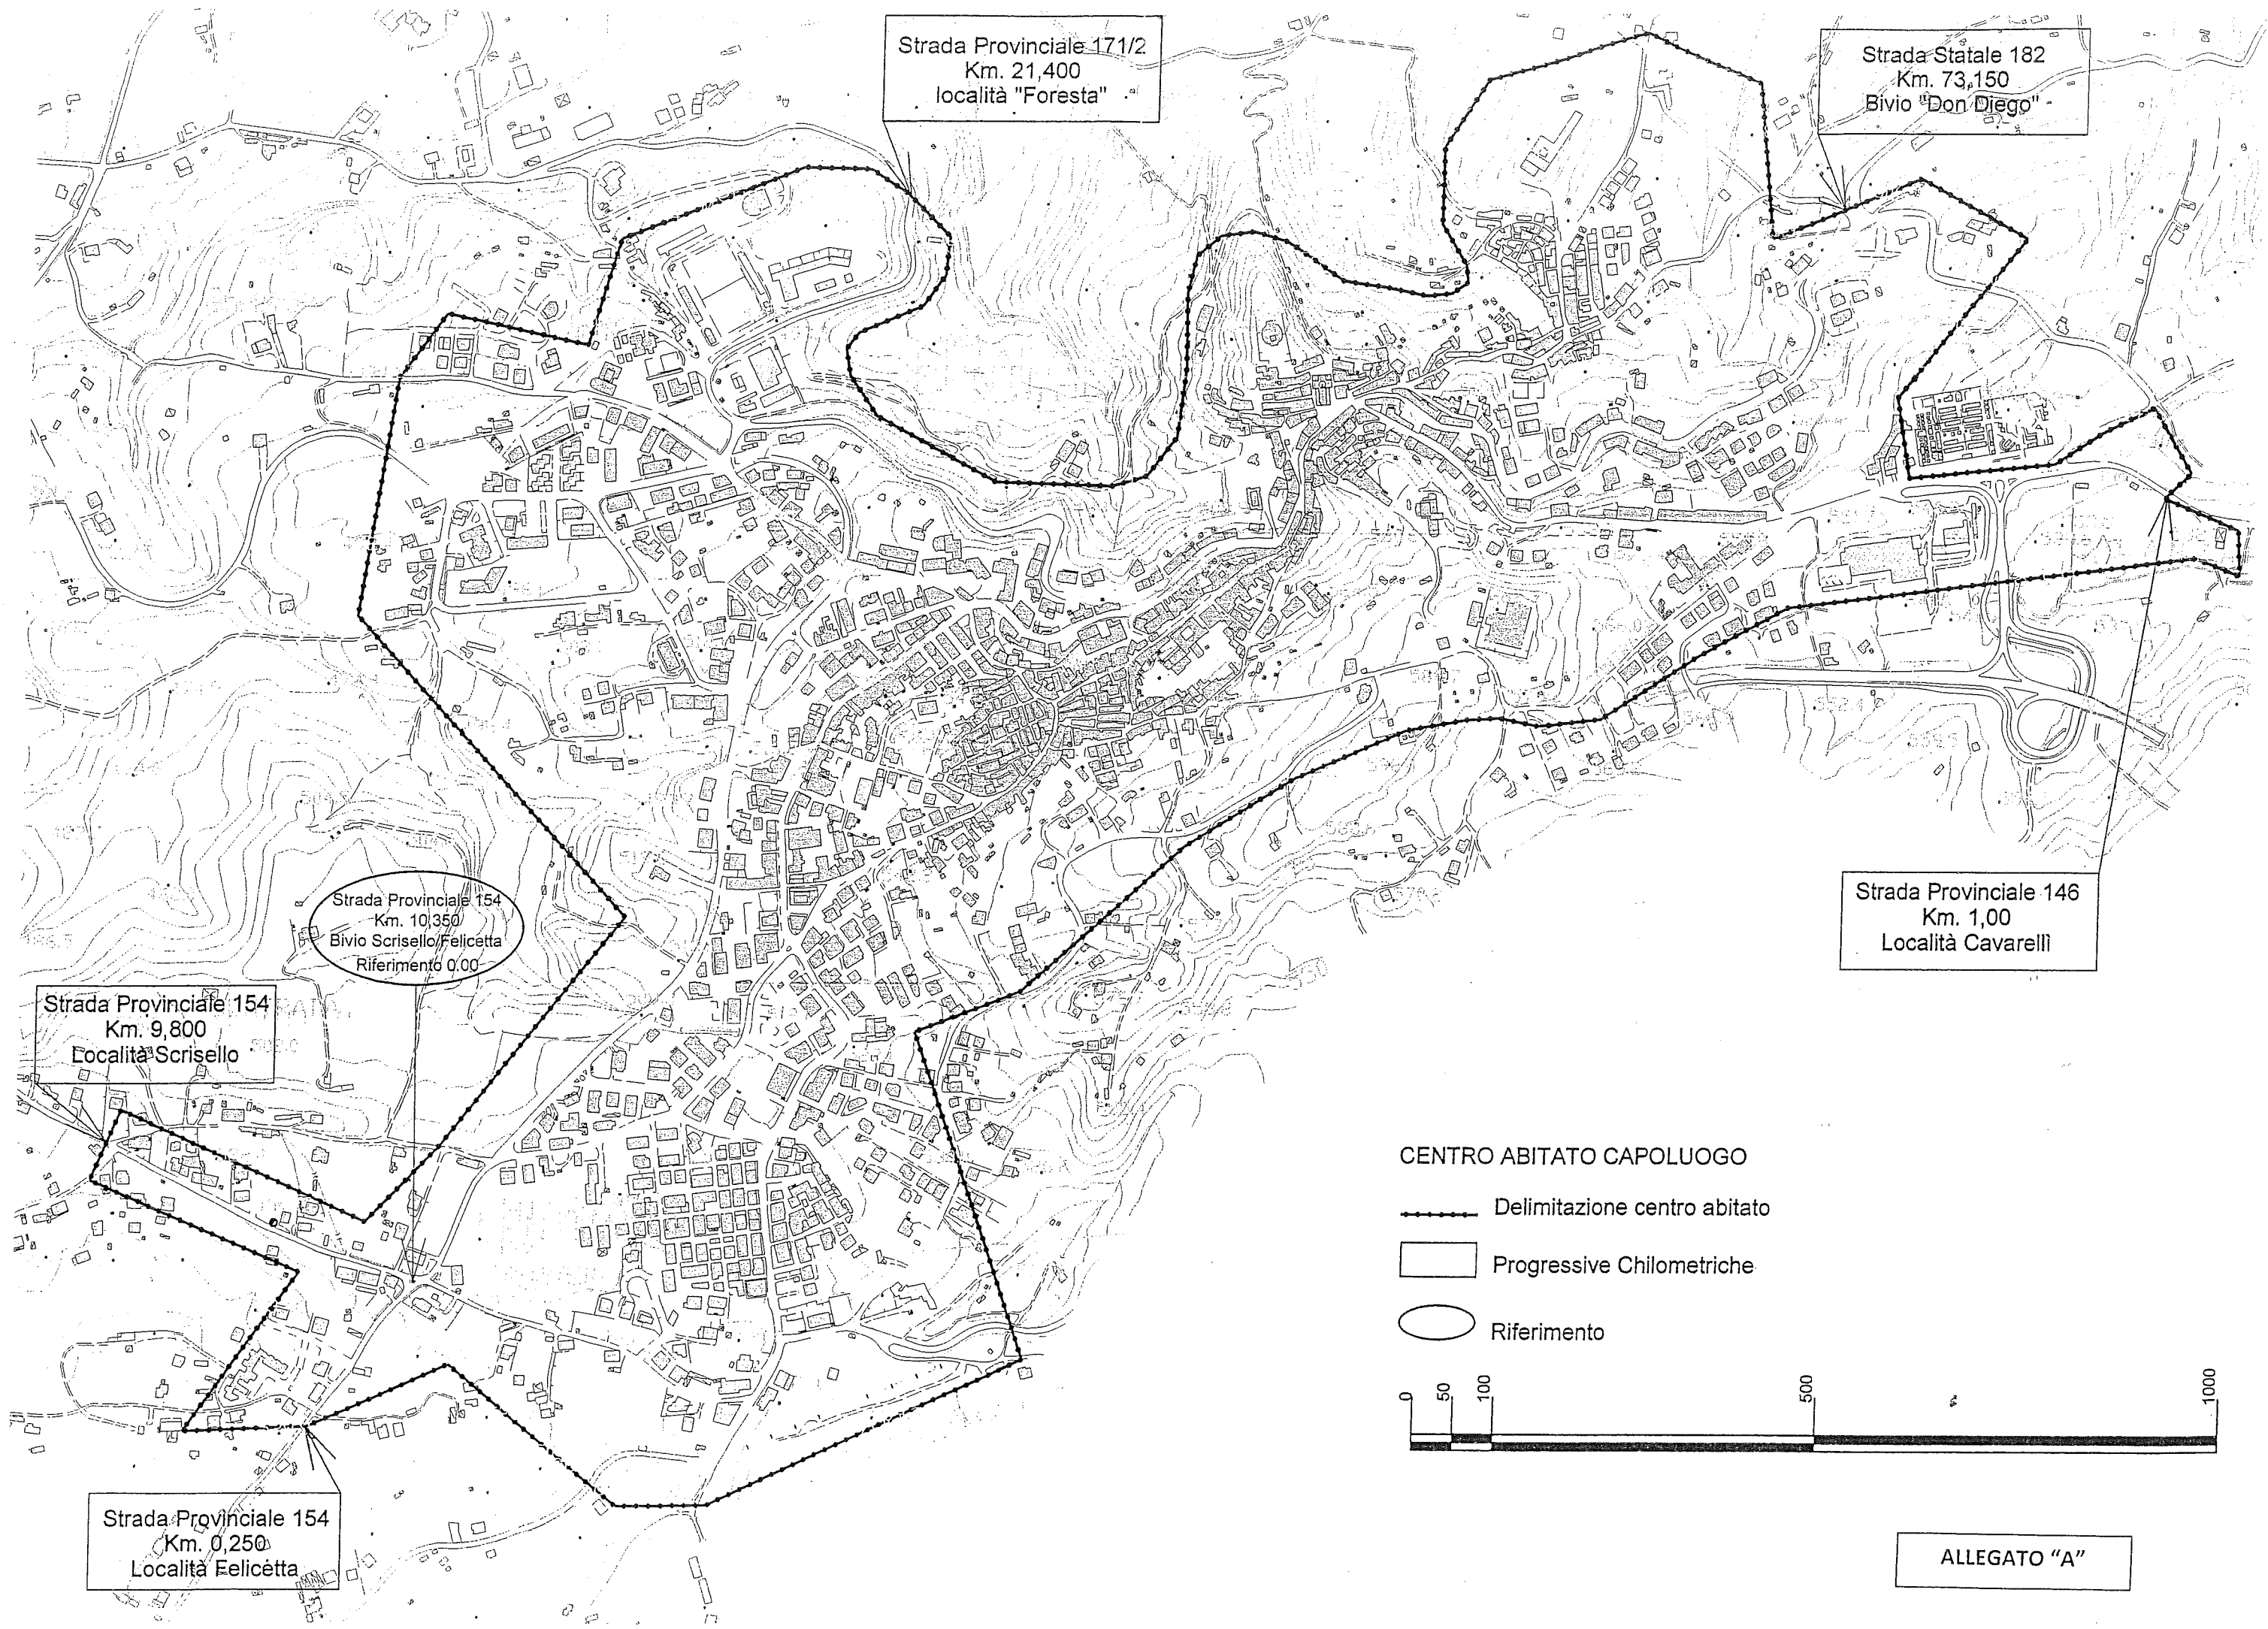 Strada Provinciale 171/2
Km. 21,400
località "Foresta"
Strada Statale 182
Km. 73,150
Bivio "Don Diego"
Strada Provinciale 154
Km. 10,350
Bivio Scrisello/Felicetta
Riferimento 0.00
Strada Provinciale 146
Km. 1,00
Località Cavarelli
Strada Provinciale 154
Km. 9,800
Località Scrisello
CENTRO ABITATO CAPOLUOGO
Delimitazione centro abitato
Progressive Chilometriche
Riferimento
0 50 100 500 1000
Strada Provinciale 154
Km. 0,250
Località Felicetta
ALLEGATO "A"